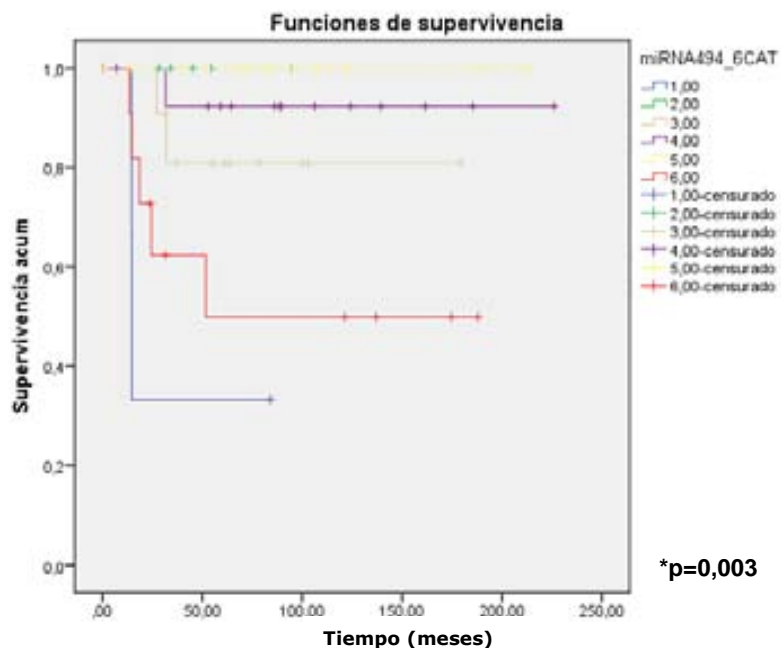 Funciones de supervivencia
miRNA494_6CAT
1,00
2,00
3,00
4,00
5,00
6,00
1,00-censurado
2,00-censurado
3,00-censurado
4,00-censurado
5,00-censurado
6,00-censurado
Supervivencia acum
1,0
0,8
0,6
0,4
0,2
0,0
,00
50,00
100,00
150,00
200,00
250,00
Tiempo (meses)
*p=0,003